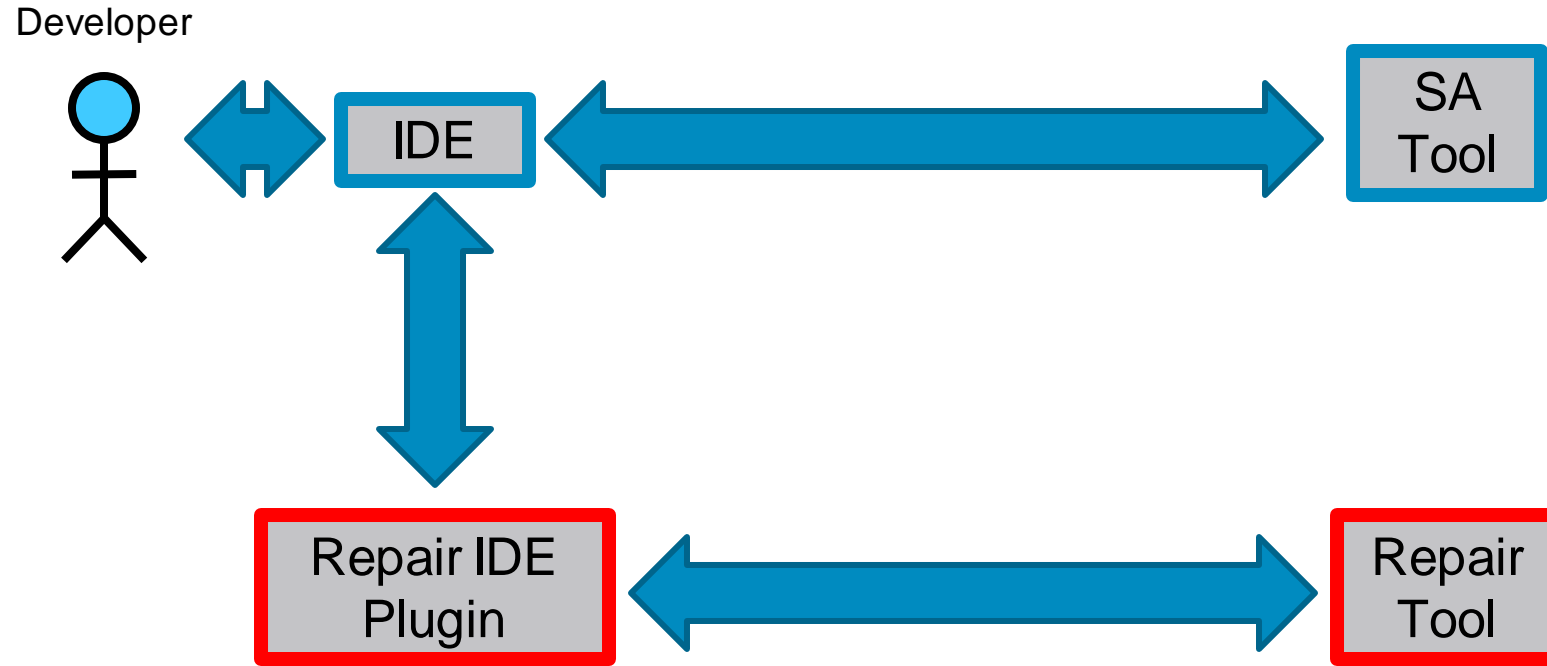 Developer
IDE
SA
Tool
Repair IDE
Plugin
Repair
Tool